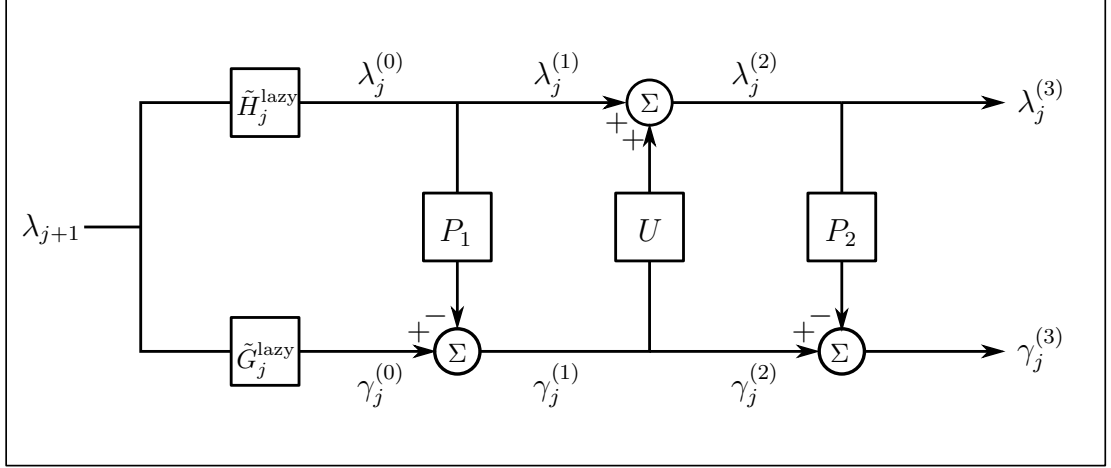 λ_j^{(0)} λ_j^{(1)} λ_j^{(2)}
H̃_j^{lazy} Σ λ_j^{(3)}
+ +
λ_{j+1} P_1 U P_2
+ − + −
G̃_j^{lazy} Σ Σ γ_j^{(3)}
γ_j^{(0)} γ_j^{(1)} γ_j^{(2)}